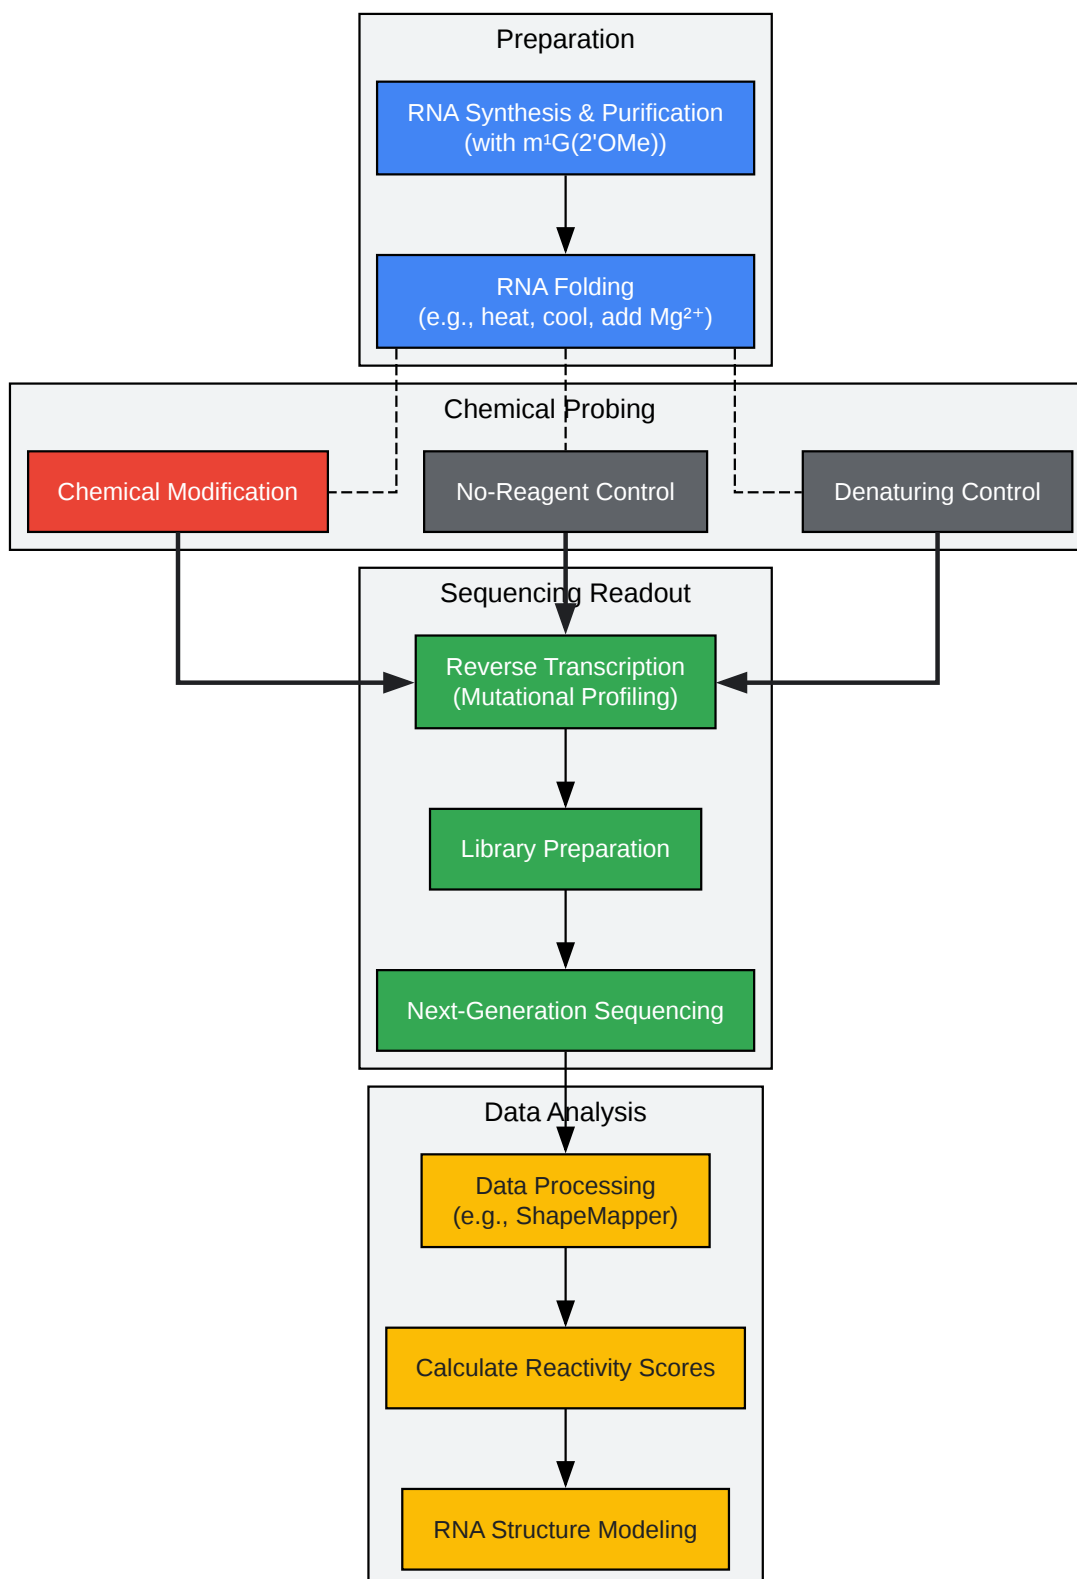 Preparation
RNA Synthesis & Purification
(with m¹G(2'OMe))
RNA Folding
(e.g., heat, cool, add Mg²⁺)
Chemical Probing
Chemical Modification
No-Reagent Control
Denaturing Control
Sequencing Readout
Reverse Transcription
(Mutational Profiling)
Library Preparation
Next-Generation Sequencing
Data Analysis
Data Processing
(e.g., ShapeMapper)
Calculate Reactivity Scores
RNA Structure Modeling